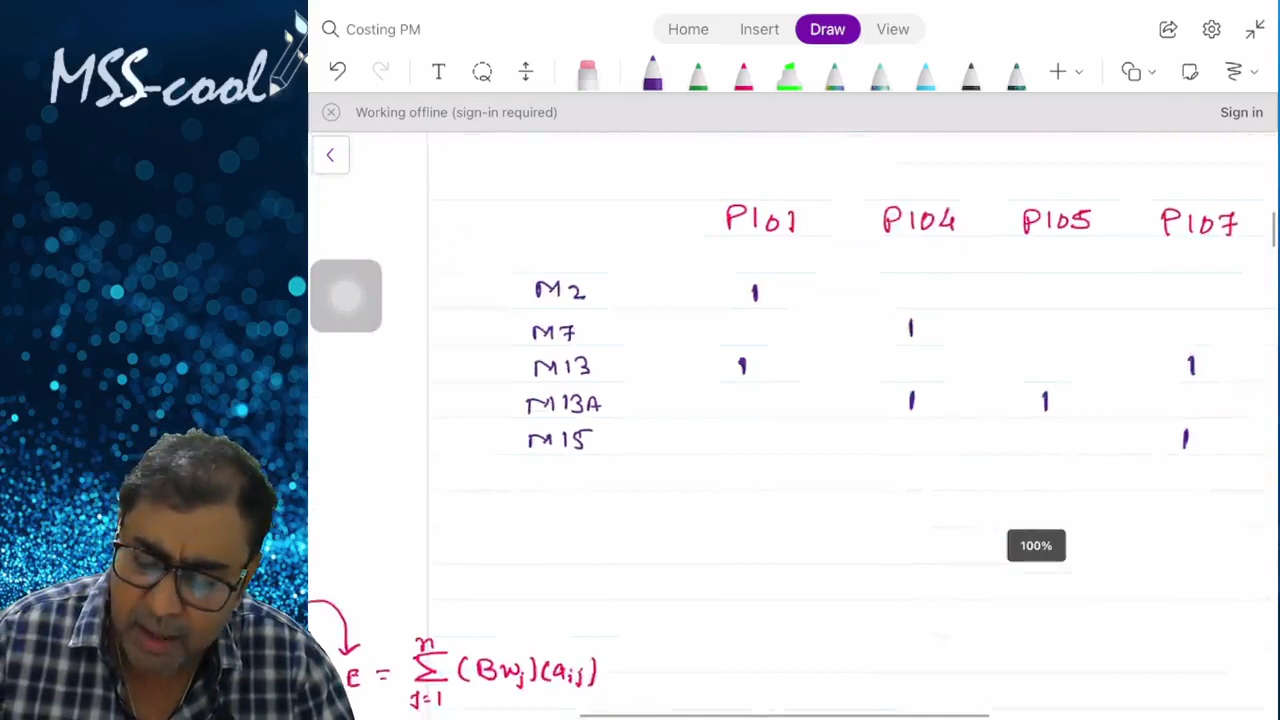 MSS-cool
Costing PM
Home Insert Draw View
T
Working offline (sign-in required)
Sign in
P101 P104 P105 P107
M2 1
M7 1
M13 1 1
M13A 1 1
M15 1
100%
E = n∑j=1 (Bwj)(aij)